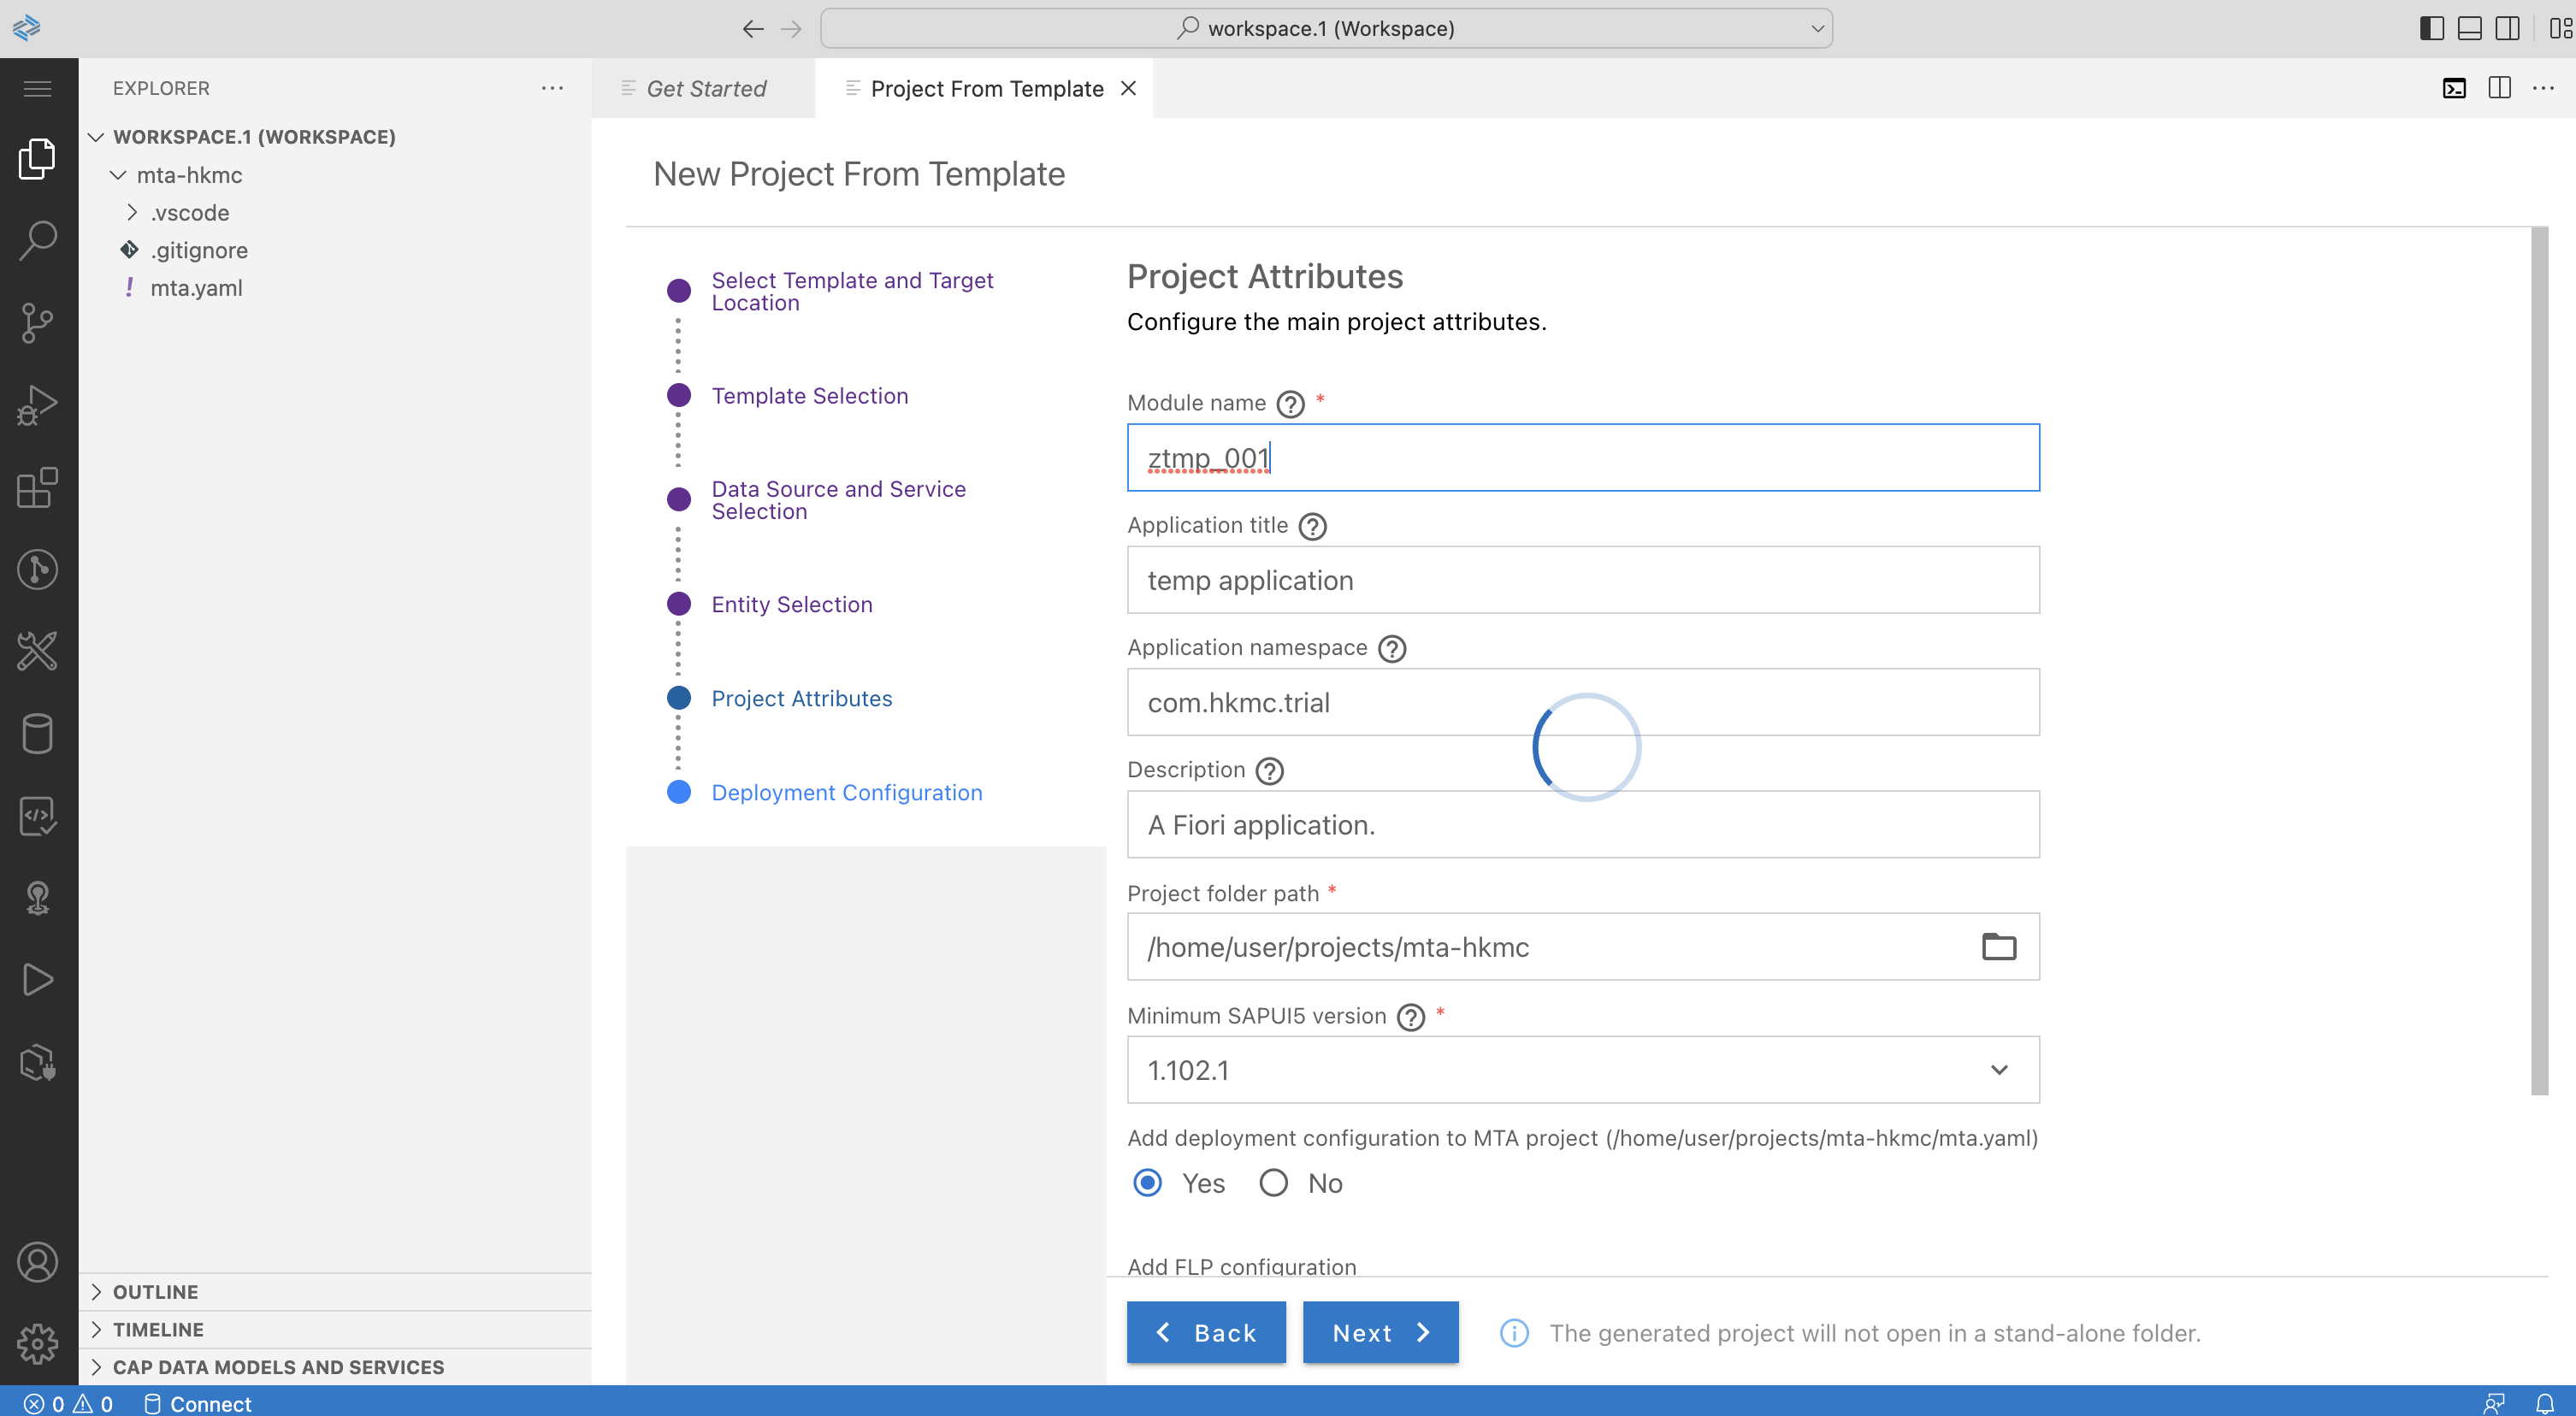 workspace.1 (Workspace)
EXPLORER
WORKSPACE.1 (WORKSPACE)
mta-hkmc
.vscode
.gitignore
! mta.yaml
OUTLINE
TIMELINE
CAP DATA MODELS AND SERVICES
Get Started
Project From Template
New Project From Template
Select Template and Target
Location
Template Selection
Data Source and Service
Selection
Entity Selection
Project Attributes
Deployment Configuration
Project Attributes
Configure the main project attributes.
Module name ? *
ztmp_001
Application title ?
temp application
Application namespace ?
com.hkmc.trial
Description ?
A Fiori application.
Project folder path *
/home/user/projects/mta-hkmc
Minimum SAPUI5 version ? *
1.102.1
Add deployment configuration to MTA project (/home/user/projects/mta-hkmc/mta.yaml)
Yes No
Add FLP configuration
Back Next The generated project will not open in a stand-alone folder.
0 0 Connect